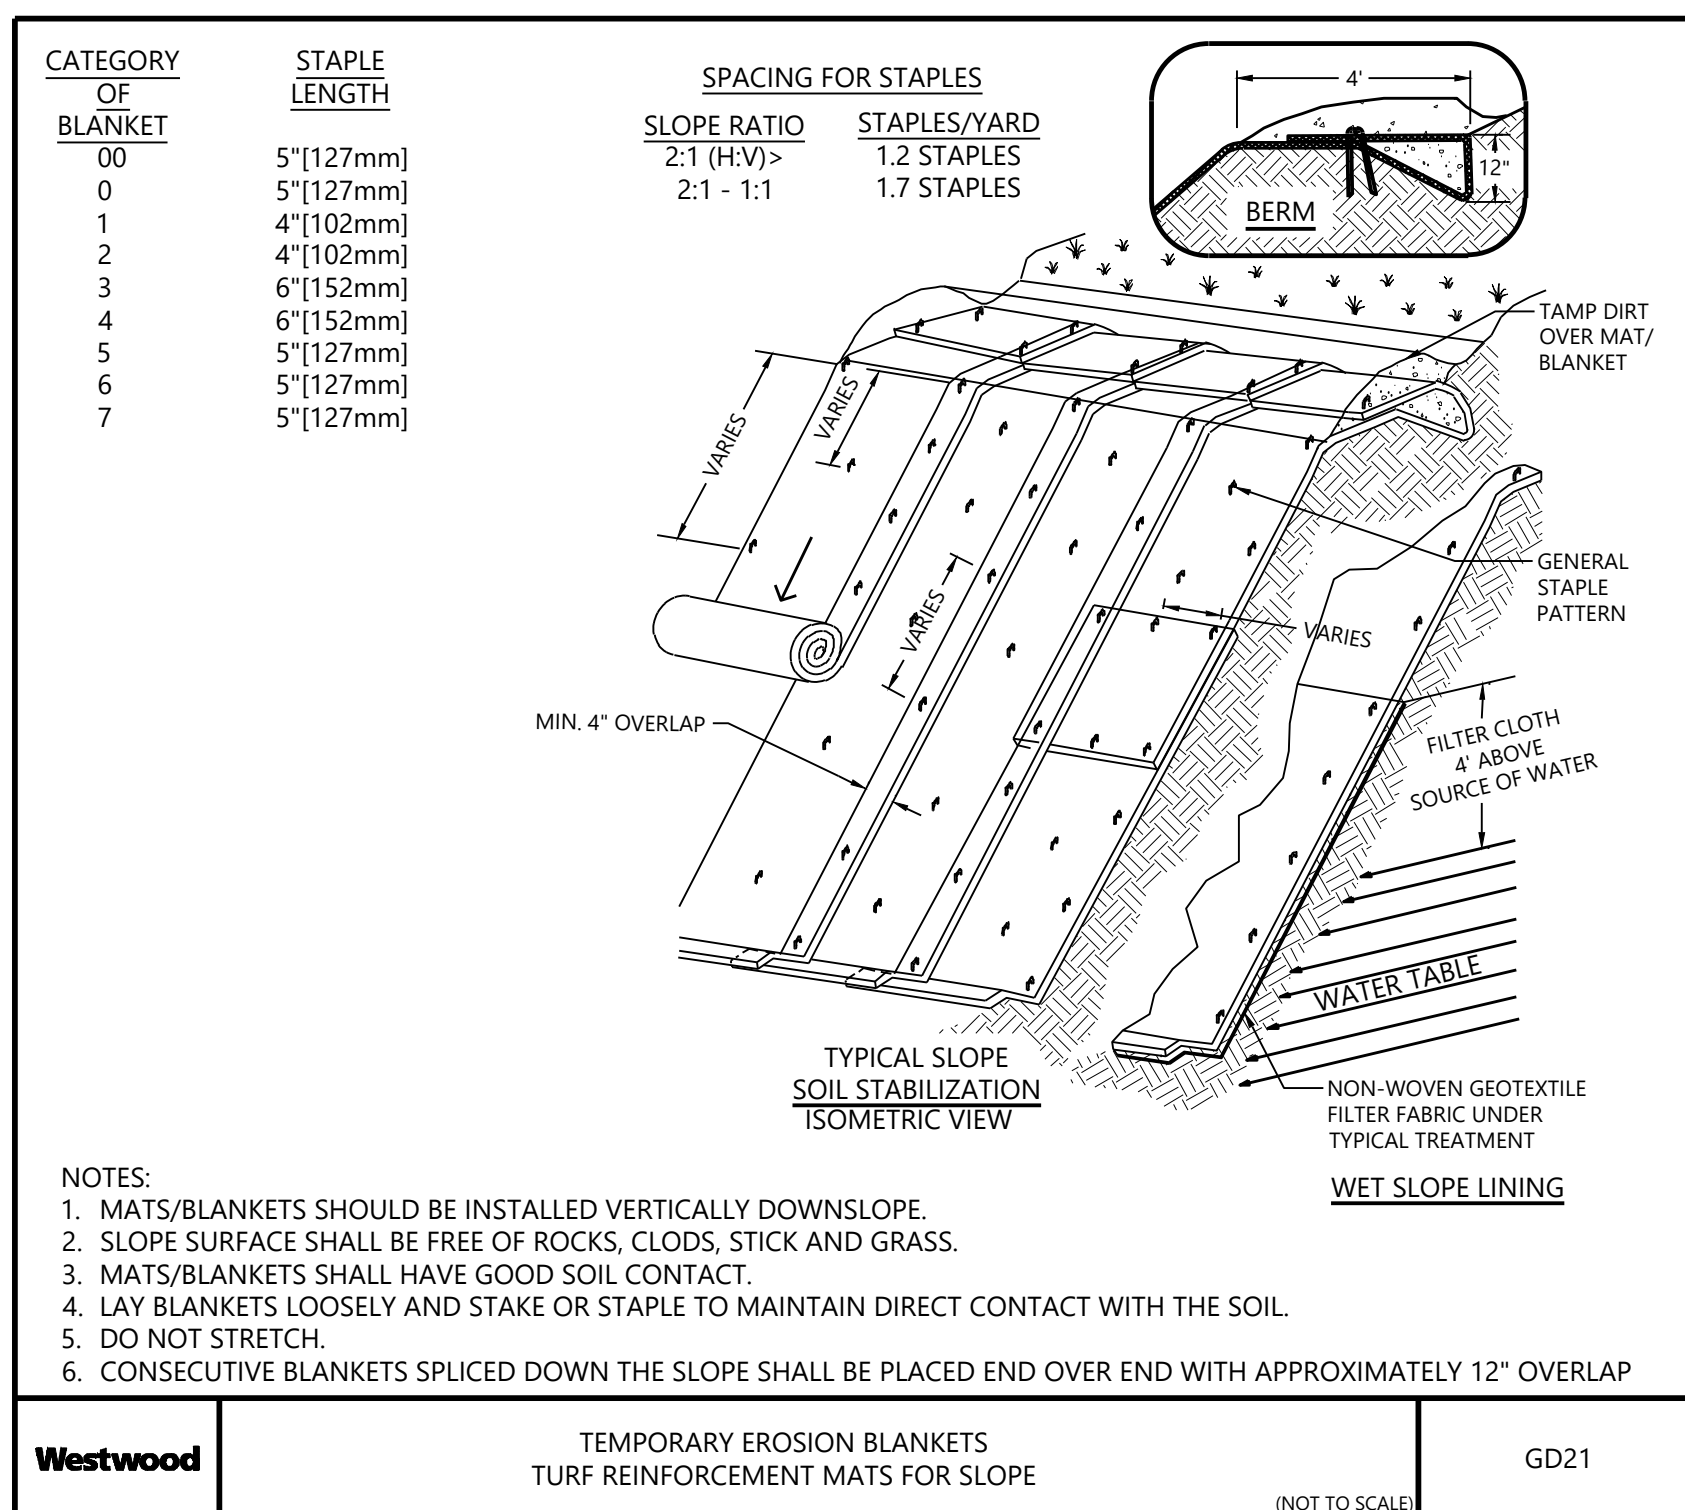 CATEGORY
OF
BLANKET
STAPLE
LENGTH
00 5"[127mm]
0 5"[127mm]
1 4"[102mm]
2 4"[102mm]
3 6"[152mm]
4 6"[152mm]
5 5"[127mm]
6 5"[127mm]
7 5"[127mm]
SPACING FOR STAPLES
SLOPE RATIO STAPLES/YARD
2:1 (H:V)> 1.2 STAPLES
2:1 - 1:1 1.7 STAPLES
4'
12"
BERM
TAMP DIRT
OVER MAT/
BLANKET
VARIES
VARIES
VARIES
VARIES
GENERAL
STAPLE
PATTERN
MIN. 4" OVERLAP
FILTER CLOTH
4' ABOVE
SOURCE OF WATER
WATER TABLE
TYPICAL SLOPE
SOIL STABILIZATION
ISOMETRIC VIEW
NON-WOVEN GEOTEXTILE
FILTER FABRIC UNDER
TYPICAL TREATMENT
WET SLOPE LINING
NOTES:
1. MATS/BLANKETS SHOULD BE INSTALLED VERTICALLY DOWNSLOPE.
2. SLOPE SURFACE SHALL BE FREE OF ROCKS, CLODS, STICK AND GRASS.
3. MATS/BLANKETS SHALL HAVE GOOD SOIL CONTACT.
4. LAY BLANKETS LOOSELY AND STAKE OR STAPLE TO MAINTAIN DIRECT CONTACT WITH THE SOIL.
5. DO NOT STRETCH.
6. CONSECUTIVE BLANKETS SPLICED DOWN THE SLOPE SHALL BE PLACED END OVER END WITH APPROXIMATELY 12" OVERLAP
Westwood
TEMPORARY EROSION BLANKETS
TURF REINFORCEMENT MATS FOR SLOPE
(NOT TO SCALE)
GD21